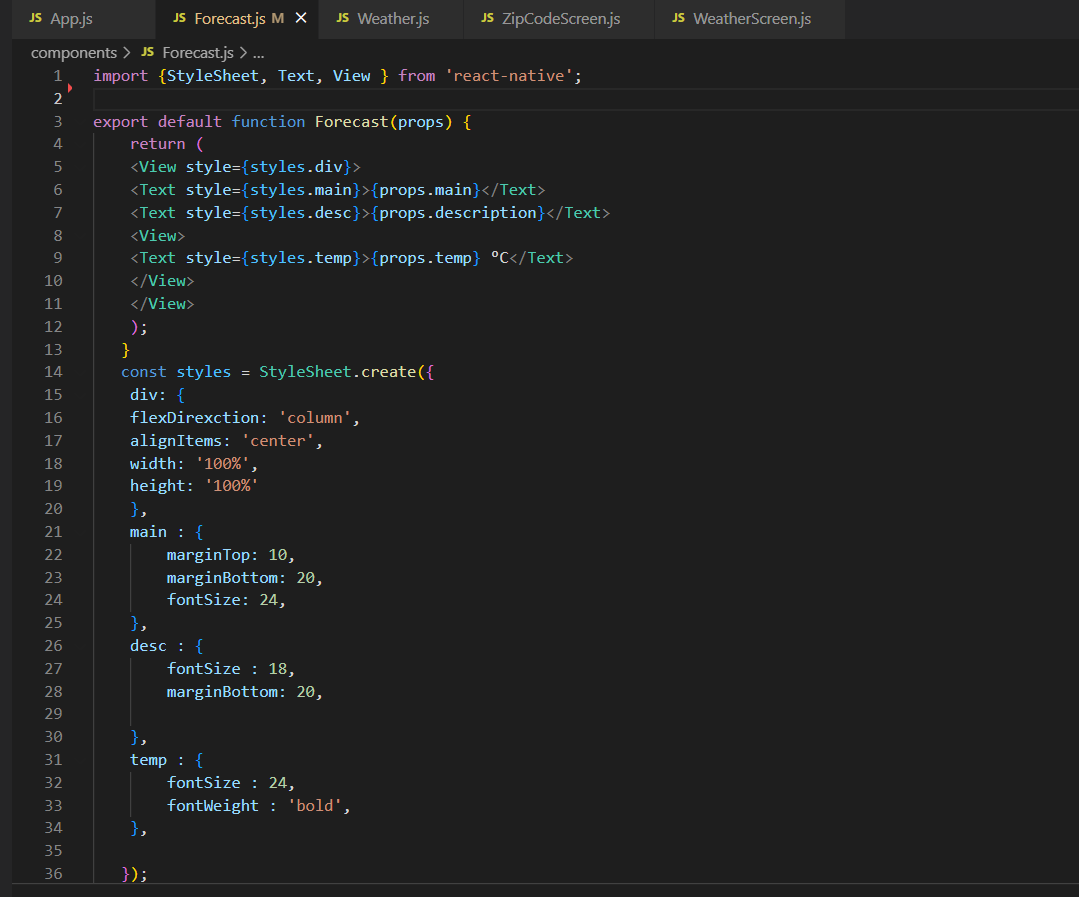 JS App.js JS Forecast.js M × JS Weather.js JS ZipCodeScreen.js JS WeatherScreen.js
components > JS Forecast.js > ...
1 import {StyleSheet, Text, View } from 'react-native';
2
3 export default function Forecast(props) {
4     return (
5     <View style={styles.div}>
6     <Text style={styles.main}>{props.main}</Text>
7     <Text style={styles.desc}>{props.description}</Text>
8     <View>
9     <Text style={styles.temp}>{props.temp} °C</Text>
10     </View>
11     </View>
12     );
13    }
14    const styles = StyleSheet.create({
15     div: {
16     flexDirexction: 'column',
17     alignItems: 'center',
18     width: '100%',
19     height: '100%'
20     },
21     main : {
22         marginTop: 10,
23         marginBottom: 20,
24         fontSize: 24,
25     },
26     desc : {
27         fontSize : 18,
28         marginBottom: 20,
29
30     },
31     temp : {
32         fontSize : 24,
33         fontWeight : 'bold',
34     },
35
36    });